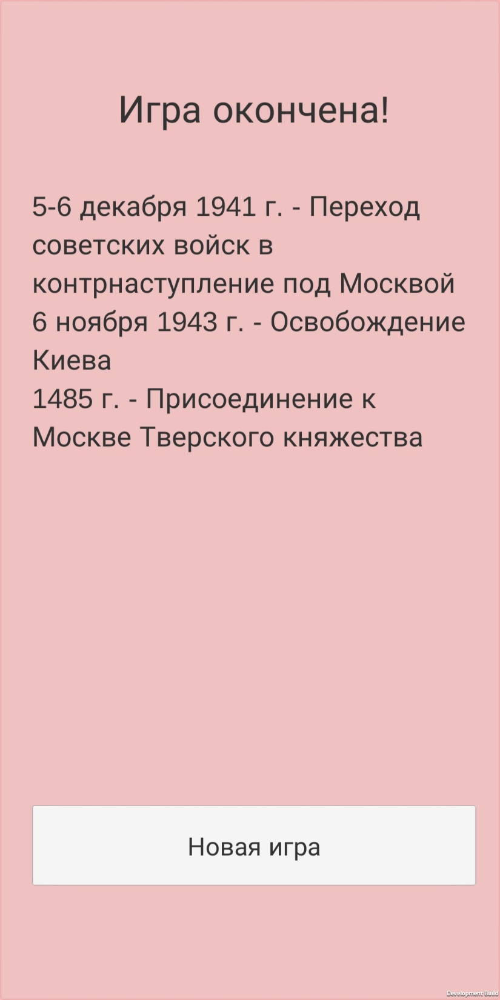 Игра окончена!
5-6 декабря 1941 г. - Переход
советских войск в
контрнаступление под Москвой
6 ноября 1943 г. - Освобождение
Киева
1485 г. - Присоединение к
Москве Тверского княжества
Новая игра
Development Build